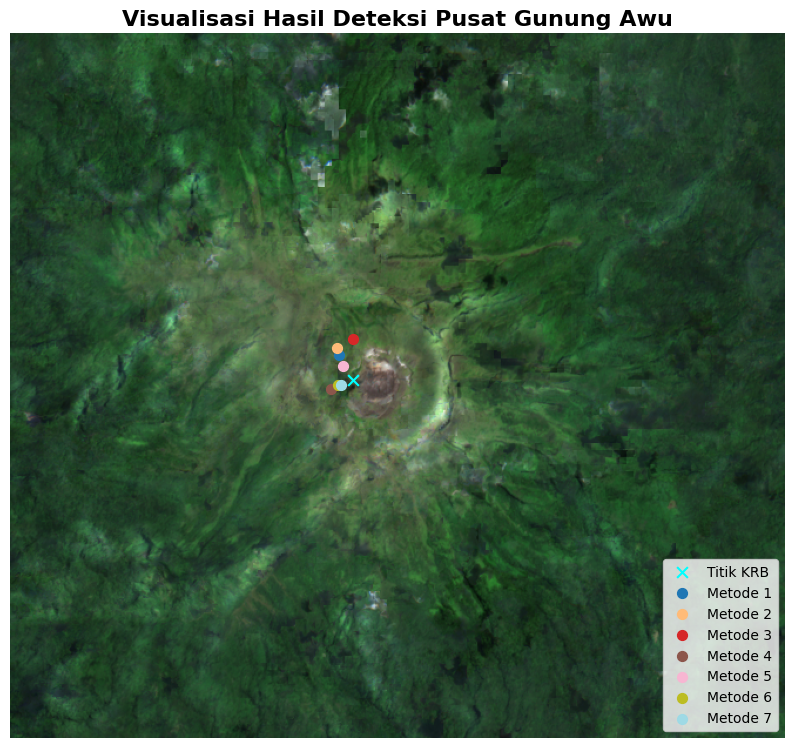 Visualisasi Hasil Deteksi Pusat Gunung Awu
Titik KRB
Metode 1
Metode 2
Metode 3
Metode 4
Metode 5
Metode 6
Metode 7